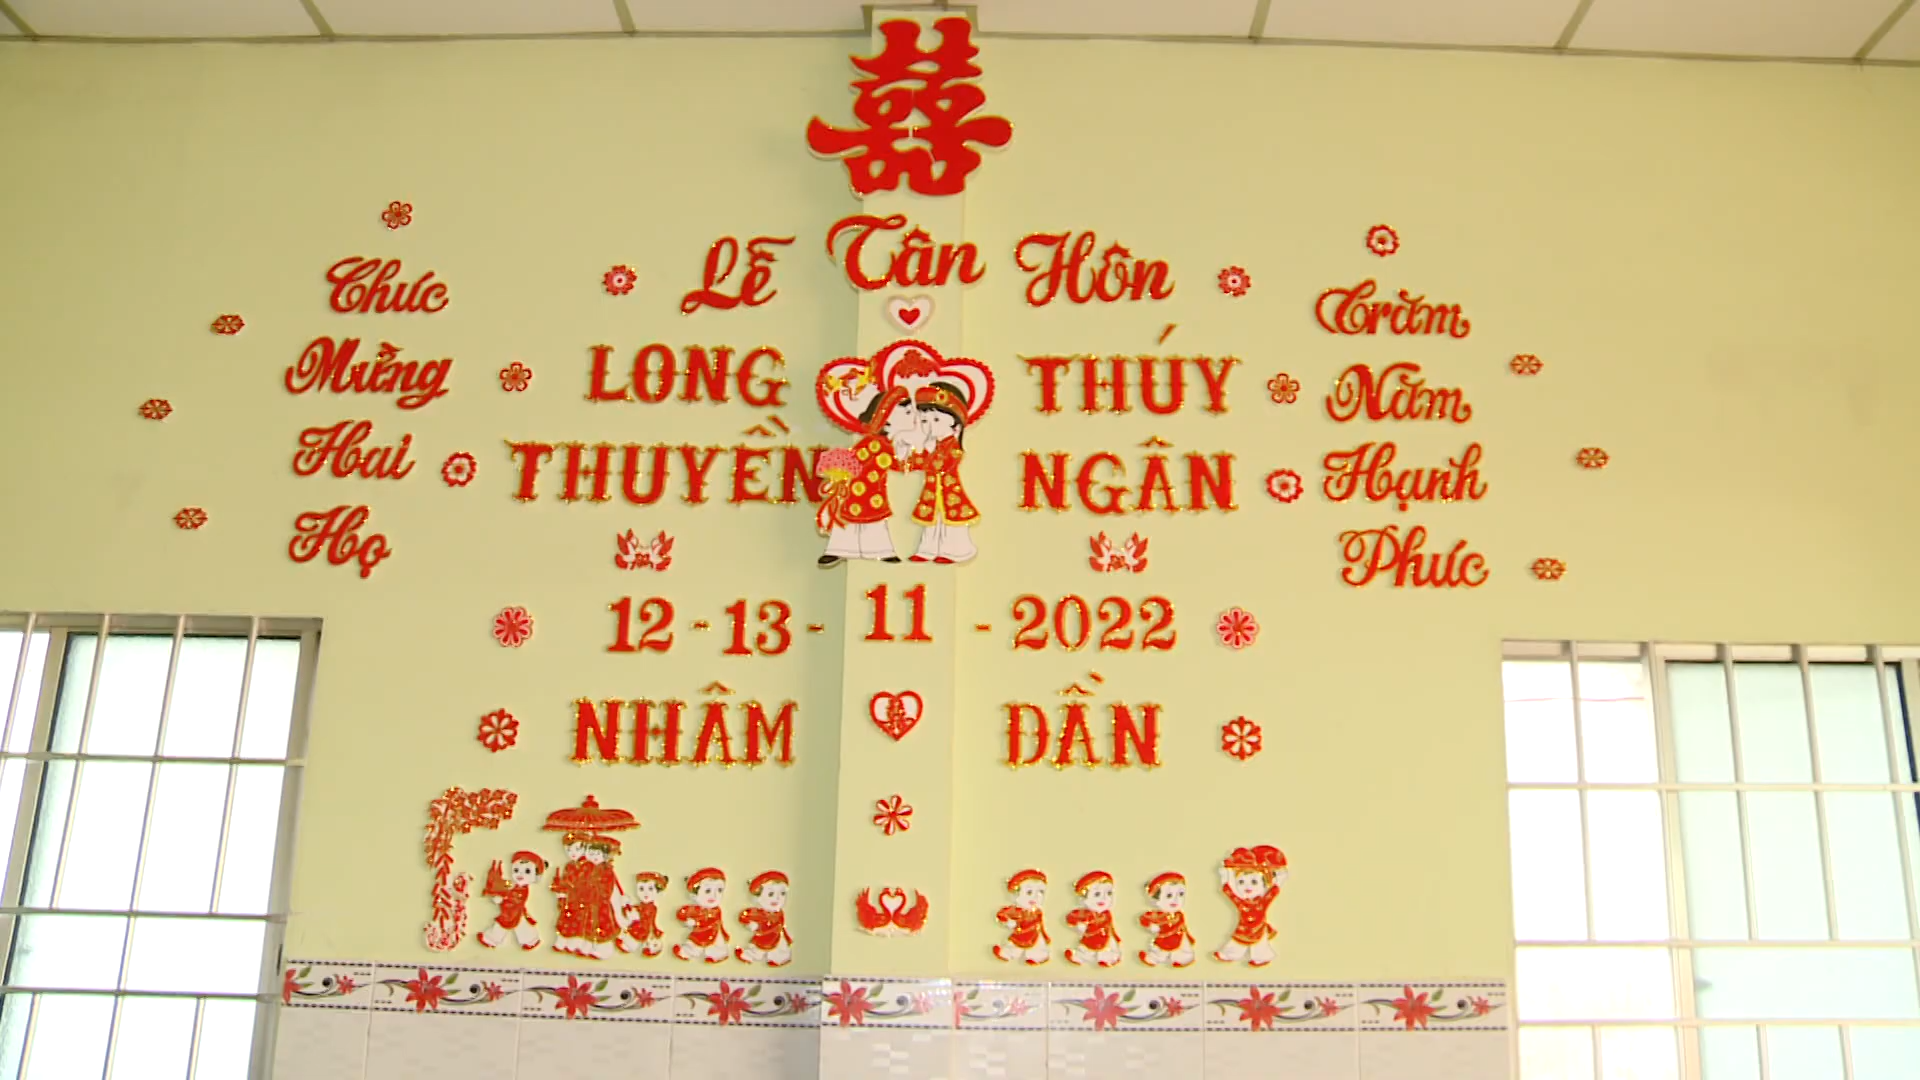 囍
Lễ Tân Hôn
Chúc
Mừng
Hai
Họ
LONG
THUYỀN
THÚY
NGÂN
Trăm
Năm
Hạnh
Phúc
12-13-11-2022
NHÂM DẦN